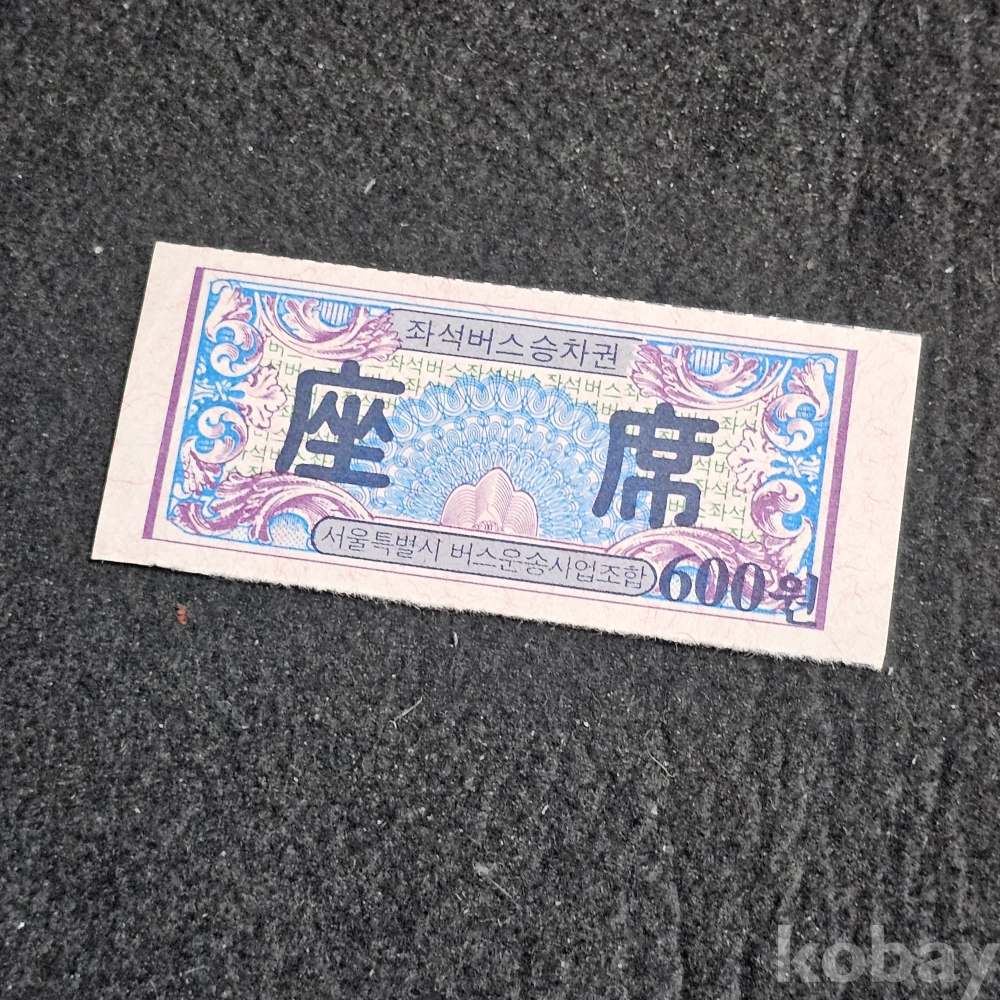 좌석버스승차권
座 席
서울특별시 버스운송사업조합
600원
kobay